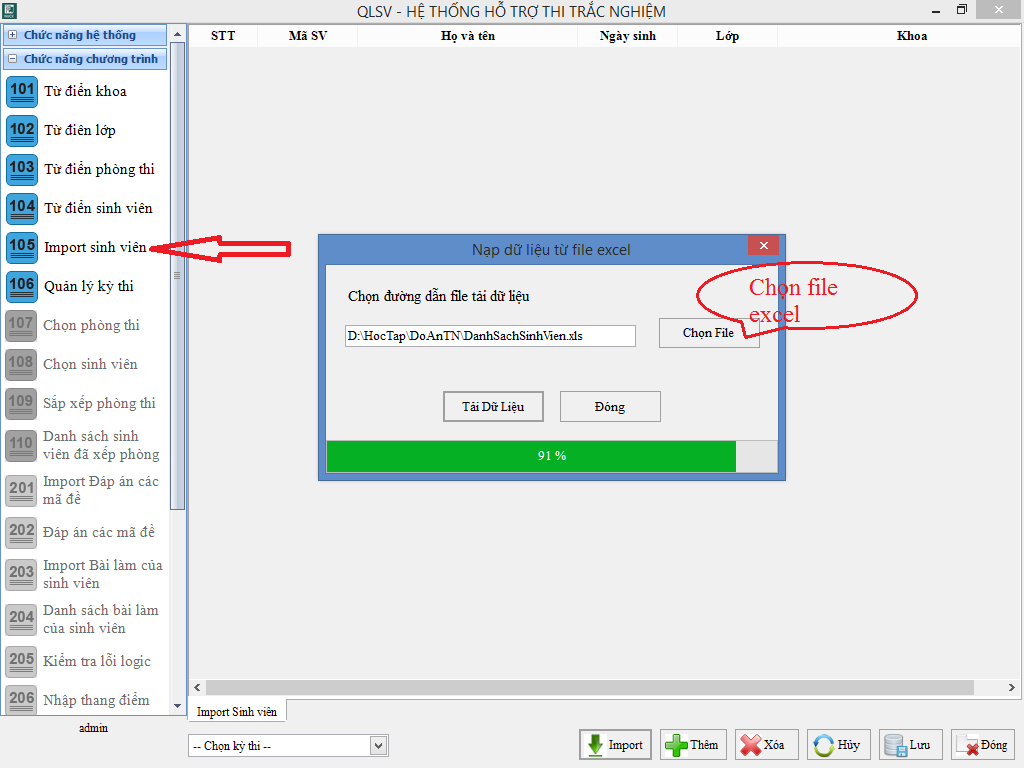 QLSV - HỆ THỐNG HỖ TRỢ THI TRẮC NGHIỆM
Chức năng hệ thống
Chức năng chương trình
101 Từ điển khoa
102 Từ điên lớp
103 Từ điển phòng thi
104 Từ điển sinh viên
105 Import sinh viên
106 Quản lý kỳ thi
107 Chọn phòng thi
108 Chọn sinh viên
109 Sắp xếp phòng thi
110 Danh sách sinh
viên đã xếp phòng
201 Import Đáp án các
mã đề
202 Đáp án các mã đề
203 Import Bài làm của
sinh viên
204 Danh sách bài làm
của sinh viên
205 Kiểm tra lỗi logic
206 Nhập thang điểm
admin
STT Mã SV Họ và tên Ngày sinh Lớp Khoa
Nạp dữ liệu từ file excel
Chọn đường dẫn file tải dữ liệu
D:\HocTap\DoAnTN\DanhSachSinhVien.xls
Chọn File
Chọn file
excel
Tải Dữ Liệu Đóng
91 %
Import Sinh viên
-- Chọn kỳ thi --
Import Thêm Xóa Hủy Lưu Đóng